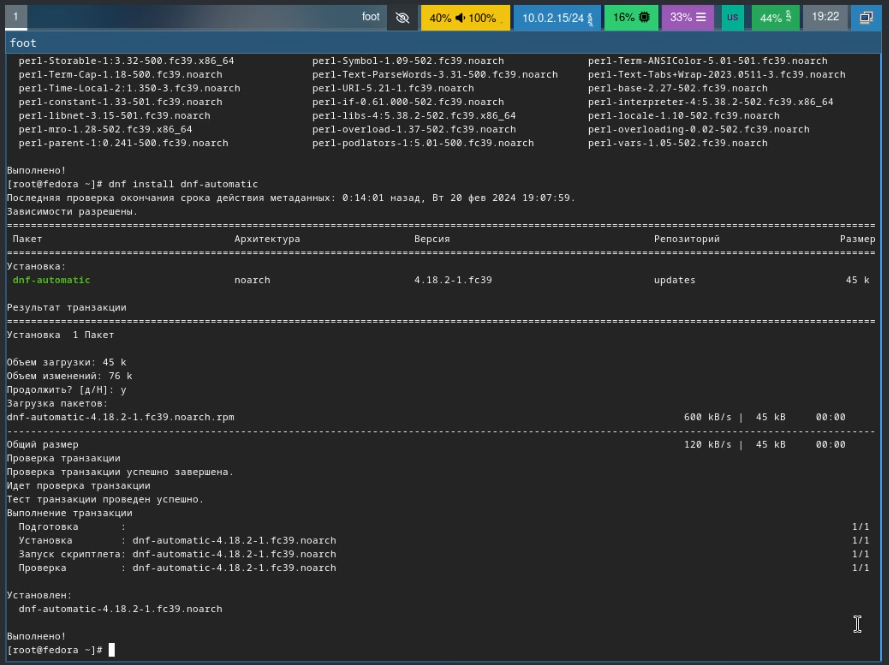 1 foot 40% 100% 10.0.2.15/24 16% 33% us 44% 19:22
foot
perl-Storable-1:3.32-500.fc39.x86_64 perl-Symbol-1.09-502.fc39.noarch perl-Term-ANSIColor-5.01-501.fc39.noarch
perl-Term-Cap-1.18-500.fc39.noarch perl-Text-ParseWords-3.31-500.fc39.noarch perl-Text-Tabs+Wrap-2023.0511-3.fc39.noarch
perl-Time-Local-2:1.350-3.fc39.noarch perl-URI-5.21-1.fc39.noarch perl-base-2.27-502.fc39.noarch
perl-constant-1.33-501.fc39.noarch perl-if-0.61.000-502.fc39.noarch perl-interpreter-4:5.38.2-502.fc39.x86_64
perl-libnet-3.15-501.fc39.noarch perl-libs-4:5.38.2-502.fc39.x86_64 perl-locale-1.10-502.fc39.noarch
perl-mro-1.28-502.fc39.x86_64 perl-overload-1.37-502.fc39.noarch perl-overloading-0.02-502.fc39.noarch
perl-parent-1:0.241-500.fc39.noarch perl-podlators-1:5.01-500.fc39.noarch perl-vars-1.05-502.fc39.noarch
Выполнено!
[root@fedora ~]# dnf install dnf-automatic
Последняя проверка окончания срока действия метаданных: 0:14:01 назад, Вт 20 фев 2024 19:07:59.
Зависимости разрешены.
Пакет Архитектура Версия Репозиторий Размер
Установка:
dnf-automatic noarch 4.18.2-1.fc39 updates 45 k
Результат транзакции
Установка 1 Пакет
Объем загрузки: 45 k
Объем изменений: 76 k
Продолжить? [д/Н]: y
Загрузка пакетов:
dnf-automatic-4.18.2-1.fc39.noarch.rpm 600 kB/s | 45 kB 00:00
Общий размер 120 kB/s | 45 kB 00:00
Проверка транзакции
Проверка транзакции успешно завершена.
Идет проверка транзакции
Тест транзакции проведен успешно.
Выполнение транзакции
Подготовка : 1/1
Установка : dnf-automatic-4.18.2-1.fc39.noarch 1/1
Запуск скриптлета: dnf-automatic-4.18.2-1.fc39.noarch 1/1
Проверка : dnf-automatic-4.18.2-1.fc39.noarch 1/1
Установлен:
dnf-automatic-4.18.2-1.fc39.noarch
Выполнено!
[root@fedora ~]#